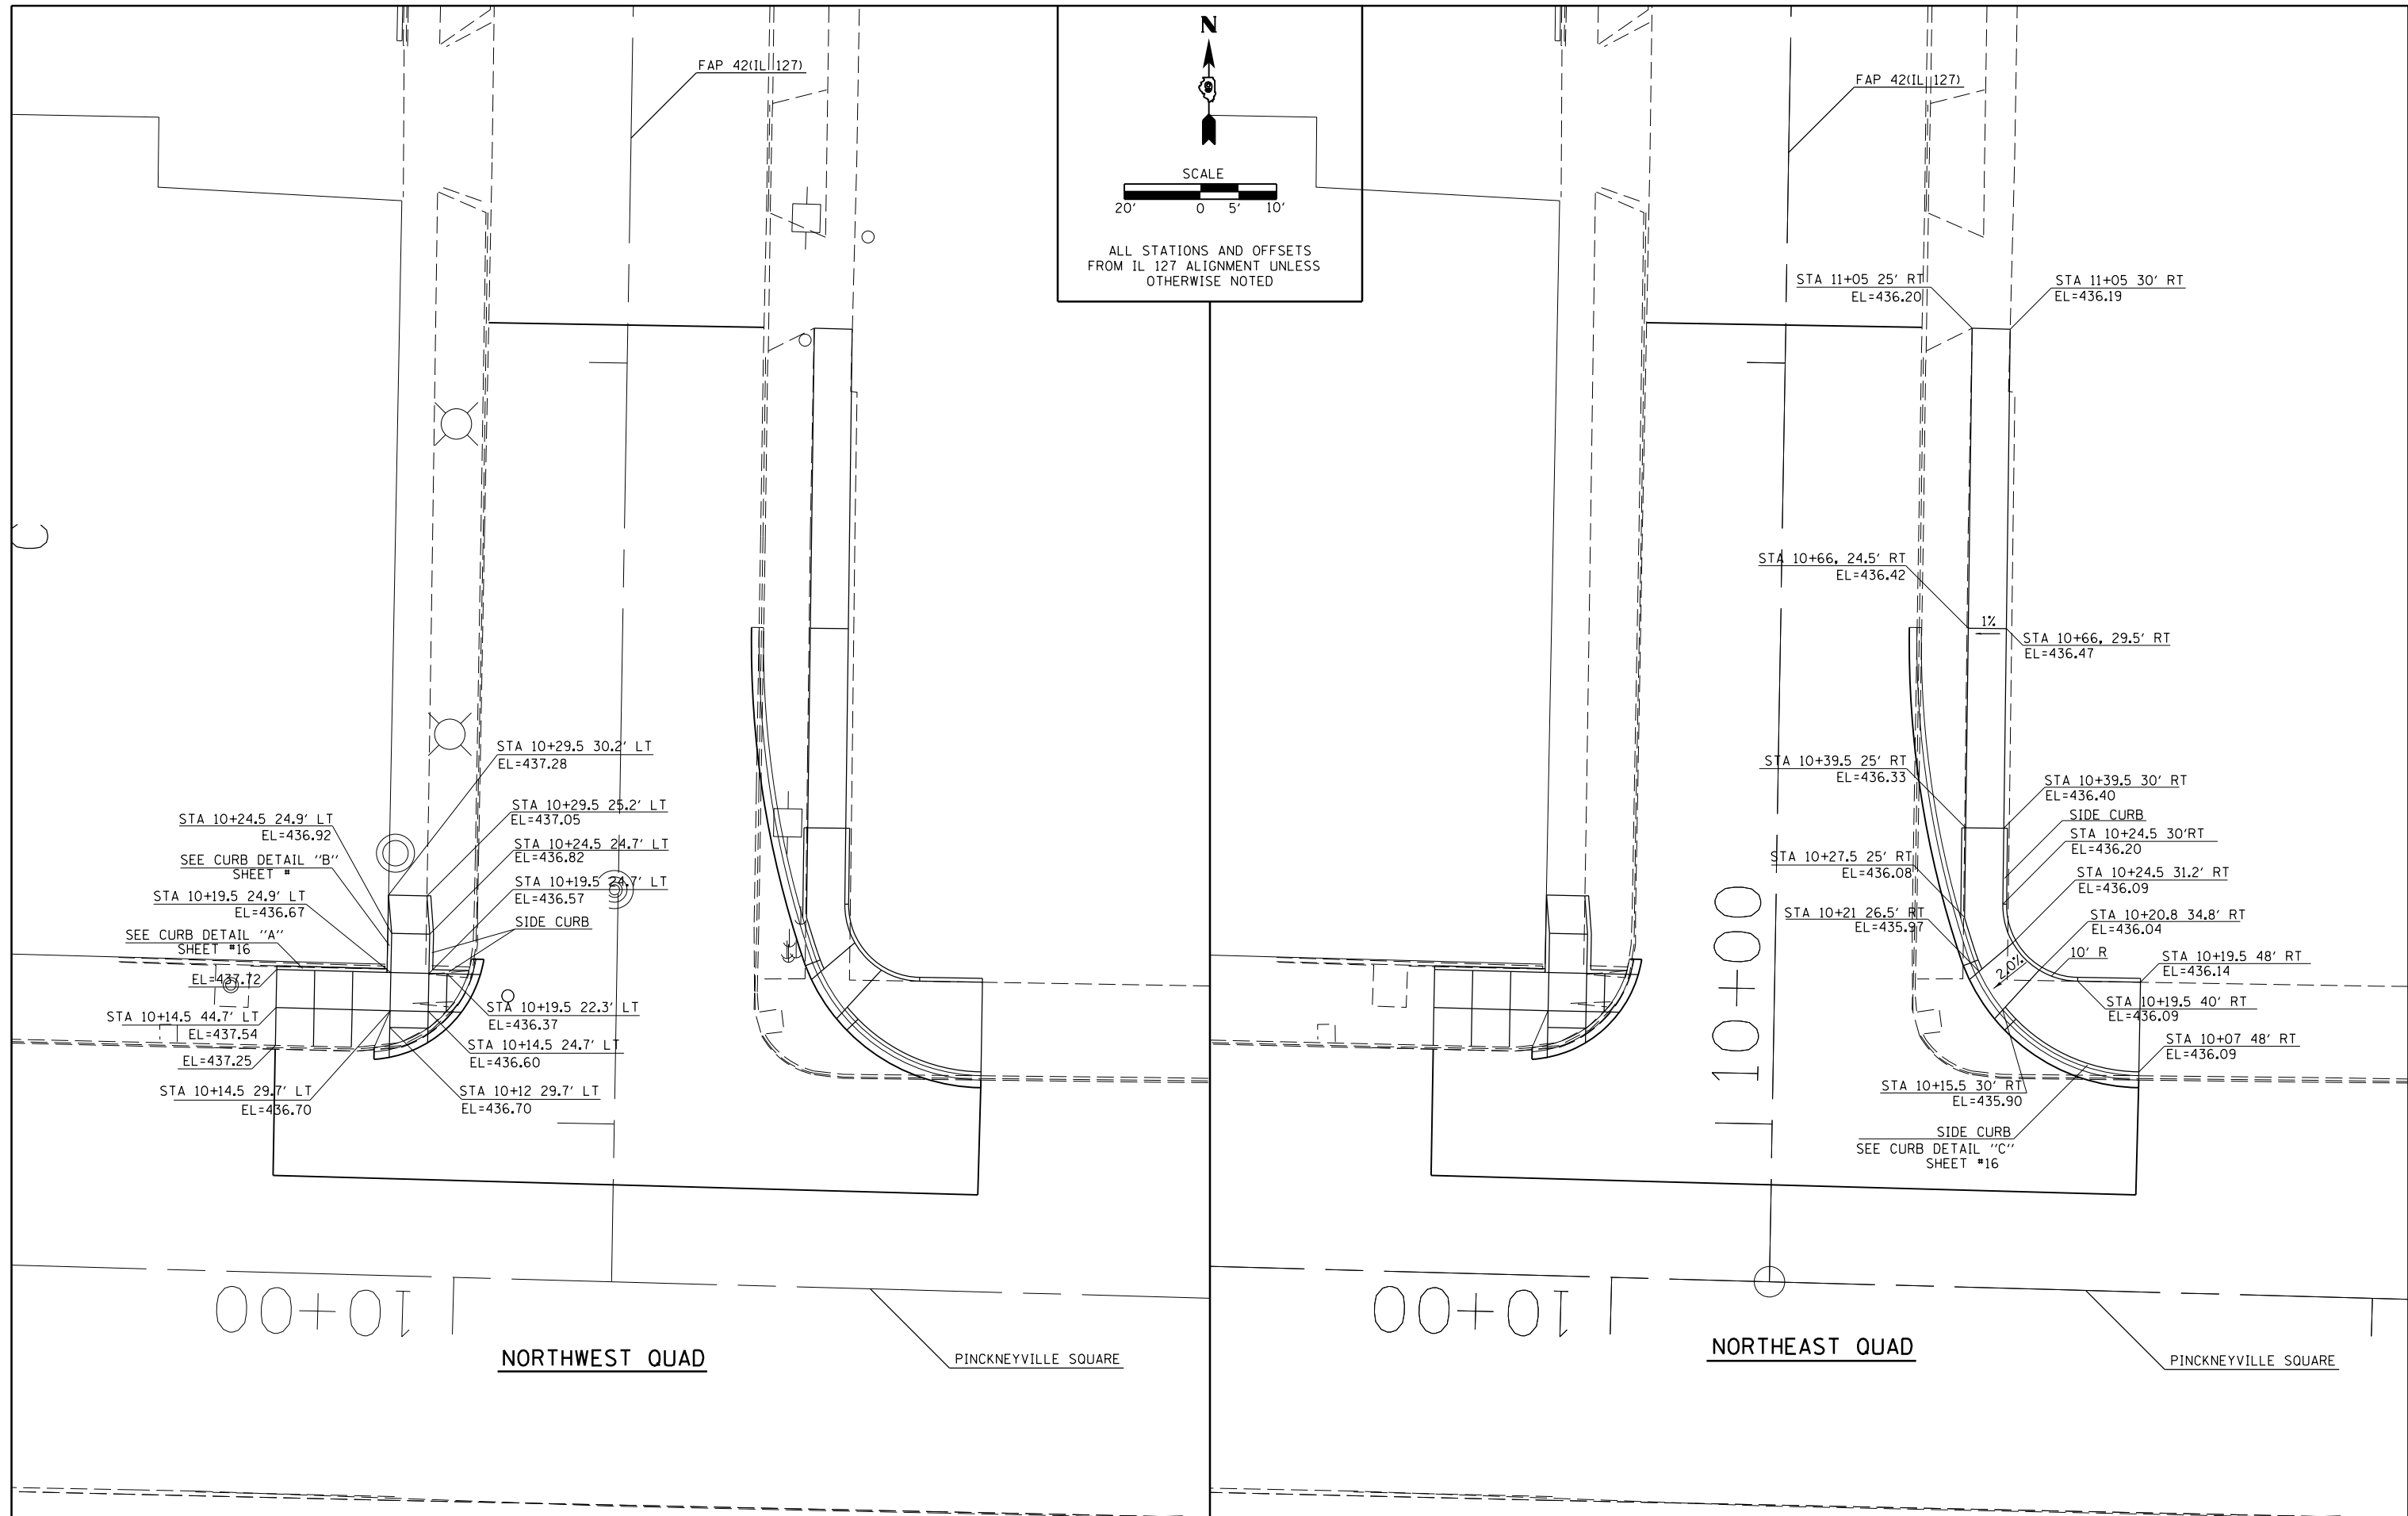 FAP 42(IL 127)
STA 10+29.5 30.2' LT
EL=437.28
STA 10+29.5 25.2' LT
EL=437.05
STA 10+24.5 24.9' LT
EL=436.92
STA 10+24.5 24.7' LT
EL=436.82
SEE CURB DETAIL "B"
SHEET #
STA 10+19.5 24.7' LT
EL=436.57
STA 10+19.5 24.9' LT
EL=436.67
SIDE CURB
SEE CURB DETAIL "A"
SHEET #16
EL=437.72
STA 10+19.5 22.3' LT
EL=436.37
STA 10+14.5 44.7' LT
EL=437.54
STA 10+14.5 24.7' LT
EL=436.60
EL=437.25
STA 10+14.5 29.7' LT
EL=436.70
STA 10+12 29.7' LT
EL=436.70
10+00
NORTHWEST QUAD
PINCKNEYVILLE SQUARE
N
SCALE
20' 0 5' 10'
ALL STATIONS AND OFFSETS
FROM IL 127 ALIGNMENT UNLESS
OTHERWISE NOTED
FAP 42(IL 127)
STA 11+05 25' RT
EL=436.20
STA 11+05 30' RT
EL=436.19
STA 10+66, 24.5' RT
EL=436.42
1%
STA 10+66, 29.5' RT
EL=436.47
STA 10+39.5 25' RT
EL=436.33
STA 10+39.5 30' RT
EL=436.40
SIDE CURB
STA 10+24.5 30'RT
EL=436.20
STA 10+27.5 25' RT
EL=436.08
STA 10+24.5 31.2' RT
EL=436.09
STA 10+21 26.5' RT
EL=435.97
STA 10+20.8 34.8' RT
EL=436.04
10' R
2.0%
STA 10+19.5 48' RT
EL=436.14
STA 10+19.5 40' RT
EL=436.09
STA 10+07 48' RT
EL=436.09
STA 10+15.5 30' RT
EL=435.90
SIDE CURB
SEE CURB DETAIL "C"
SHEET #16
10+00
10+00
NORTHEAST QUAD
PINCKNEYVILLE SQUARE